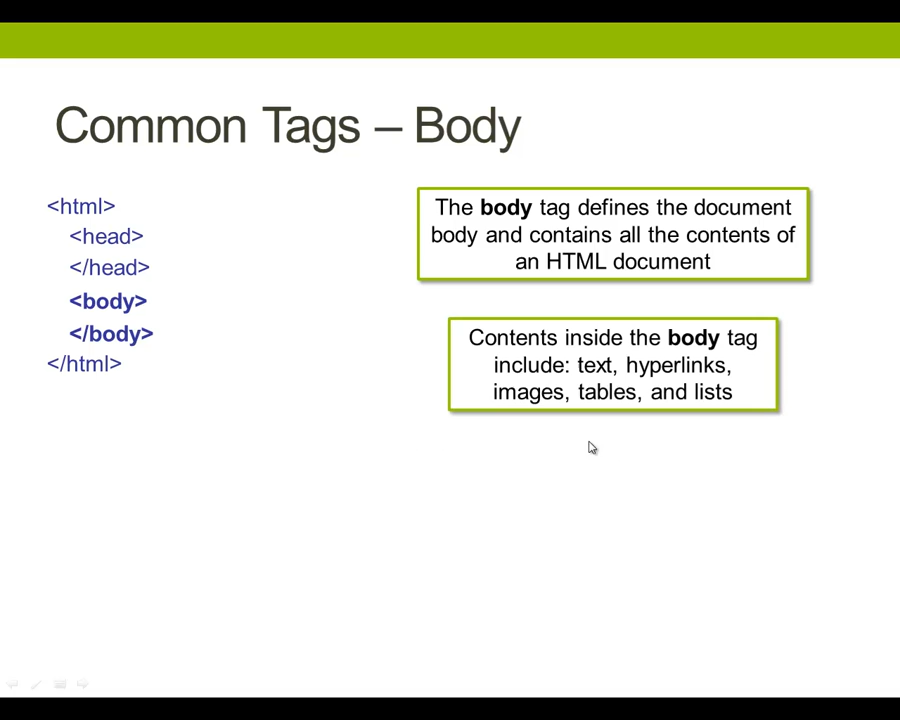 Common Tags – Body
<html>
<head>
</head>
<body>
</body>
</html>
The body tag defines the document
body and contains all the contents of
an HTML document
Contents inside the body tag
include: text, hyperlinks,
images, tables, and lists